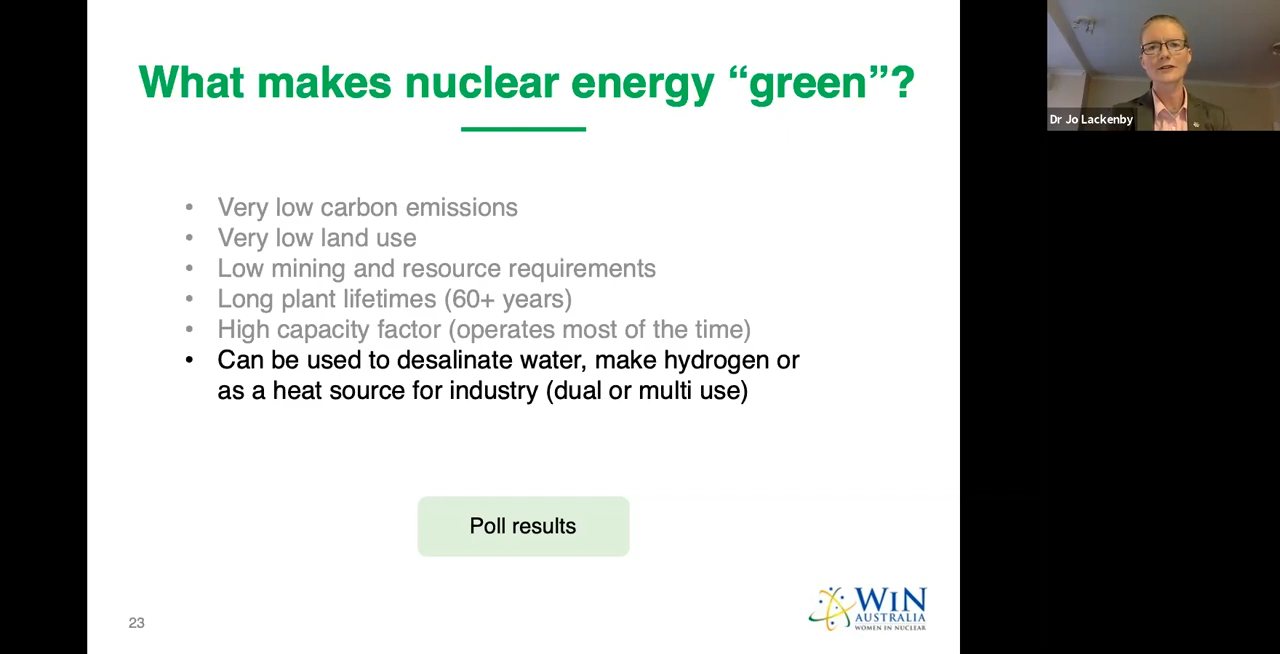 What makes nuclear energy “green”?
Dr Jo Lackenby
• Very low carbon emissions
• Very low land use
• Low mining and resource requirements
• Long plant lifetimes (60+ years)
• High capacity factor (operates most of the time)
• Can be used to desalinate water, make hydrogen or
as a heat source for industry (dual or multi use)
Poll results
23
WiN
AUSTRALIA
WOMEN IN NUCLEAR